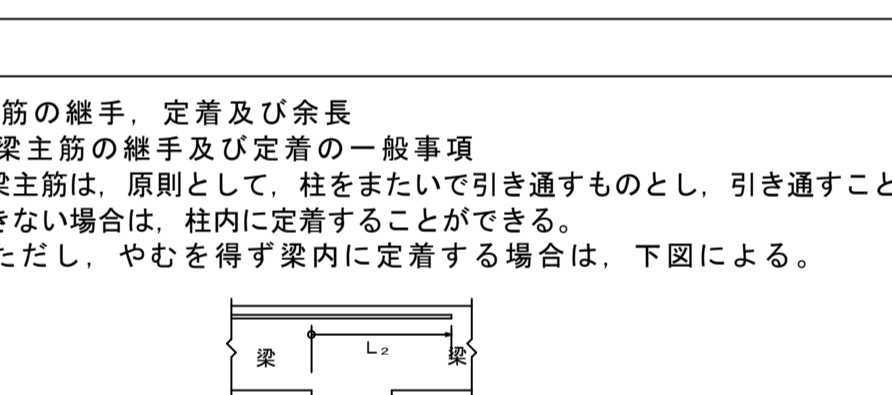 筋の継手，定着及び余長
梁主筋の継手及び定着の一般事項
梁主筋は，原則として，柱をまたいで引き通すものとし，引き通すこと
きない場合は，柱内に定着することができる。
ただし，やむを得ず梁内に定着する場合は，下図による。
梁 L₂ 梁